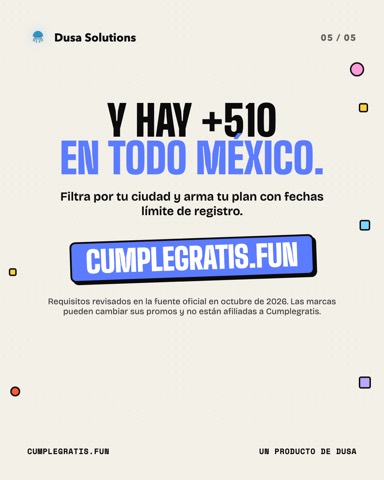 Dusa Solutions
05 / 05
Y HAY +510
EN TODO MÉXICO.
Filtra por tu ciudad y arma tu plan con fechas
límite de registro.
CUMPLEGRATIS.FUN
Requisitos revisados en la fuente oficial en octubre de 2026. Las marcas
pueden cambiar sus promos y no están afiliadas a Cumplegratis.
CUMPLEGRATIS.FUN
UN PRODUCTO DE DUSA